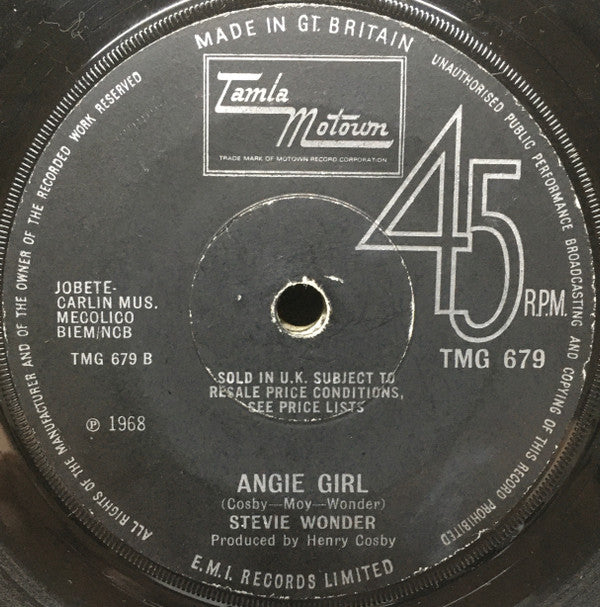 MADE IN GT. BRITAIN
UNAUTHORISED PUBLIC PERFORMANCE BROADCASTING AND COPYING OF THIS RECORD PROHIBITED
ALL RIGHTS OF THE MANUFACTURER AND OF THE OWNER OF THE RECORDED WORK RESERVED
Tamla
Motown
TRADE MARK OF MOTOWN RECORD CORPORATION
45
R.P.M.
JOBETE-
CARLIN MUS.
MECOLICO
BIEM/NCB
TMG 679 B
TMG 679
SOLD IN U.K. SUBJECT TO
RESALE PRICE CONDITIONS,
SEE PRICE LISTS
℗ 1968
ANGIE GIRL
(Cosby—Moy—Wonder)
STEVIE WONDER
Produced by Henry Cosby
E.M.I. RECORDS LIMITED